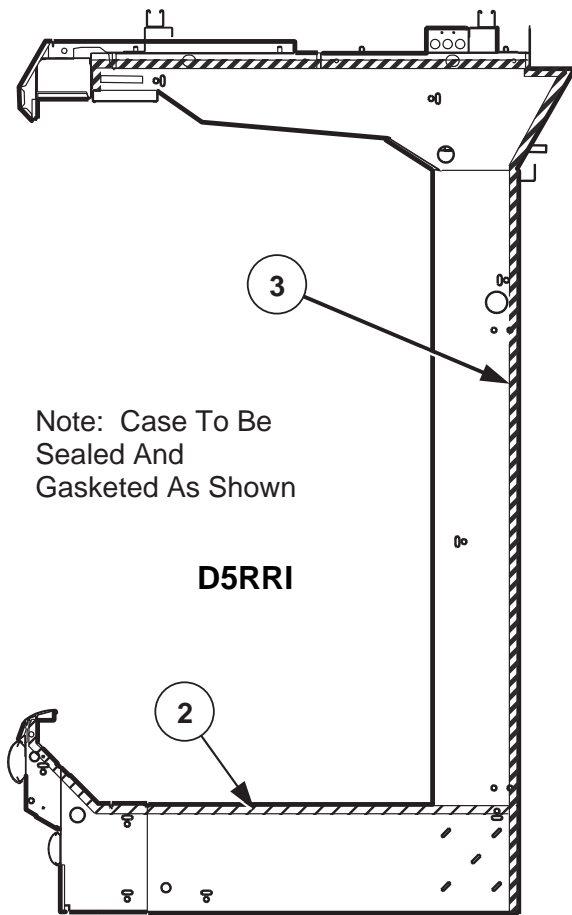 3
Note: Case To Be
Sealed And
Gasketed As Shown
D5RRI
2